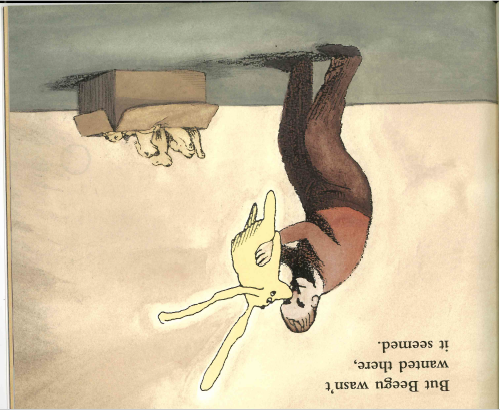 But Beegu wasn't
wanted there,
it seemed.